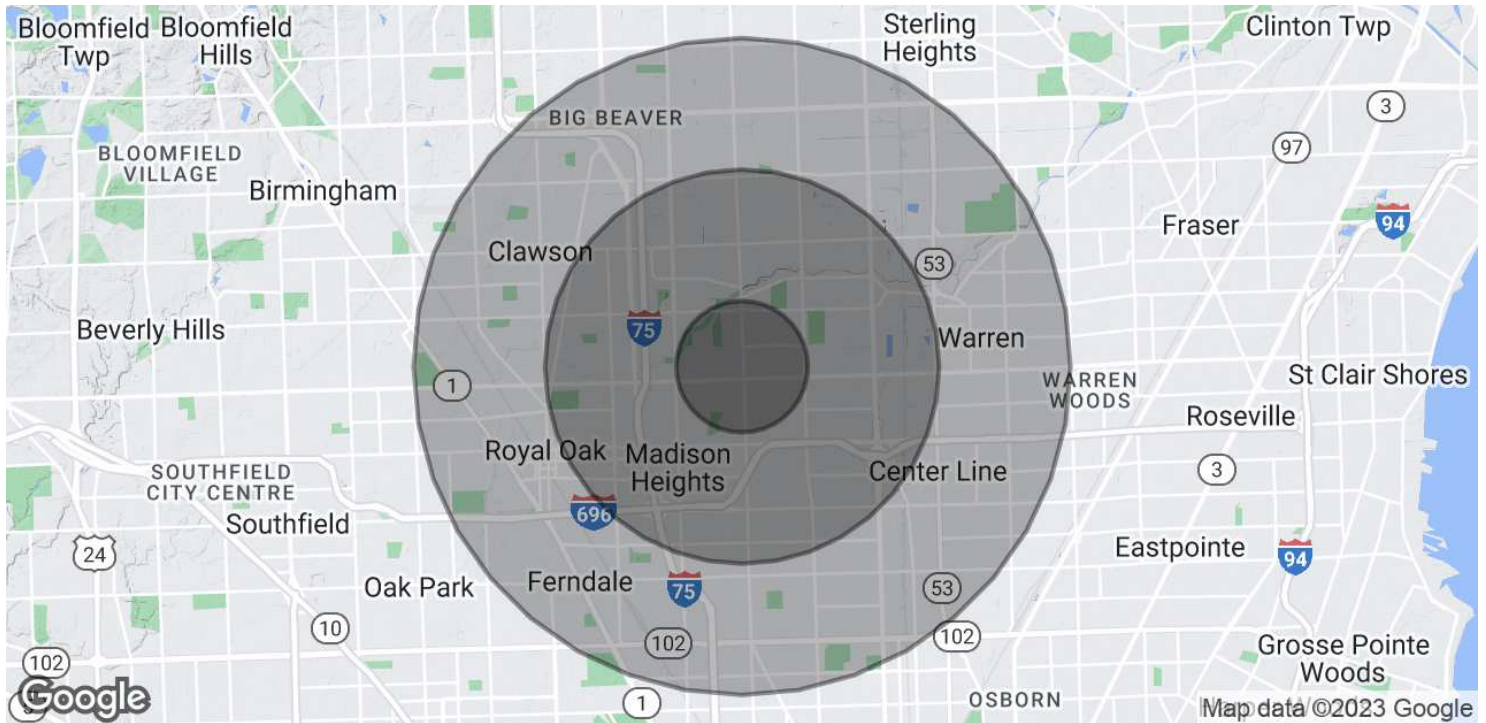 Bloomfield
Twp
Bloomfield
Hills
Sterling
Heights
Clinton Twp
3
BIG BEAVER
97
BLOOMFIELD
VILLAGE
Birmingham
Fraser
94
Clawson
53
Beverly Hills
75
Warren
1
WARREN
WOODS
St Clair Shores
Roseville
Royal Oak
Madison
Heights
Center Line
3
SOUTHFIELD
CITY CENTRE
696
Southfield
24
Eastpointe
94
Oak Park
Ferndale
75
53
10
102
102
102
Grosse Pointe
Woods
Google
1
OSBORN
Map data ©2023 Google